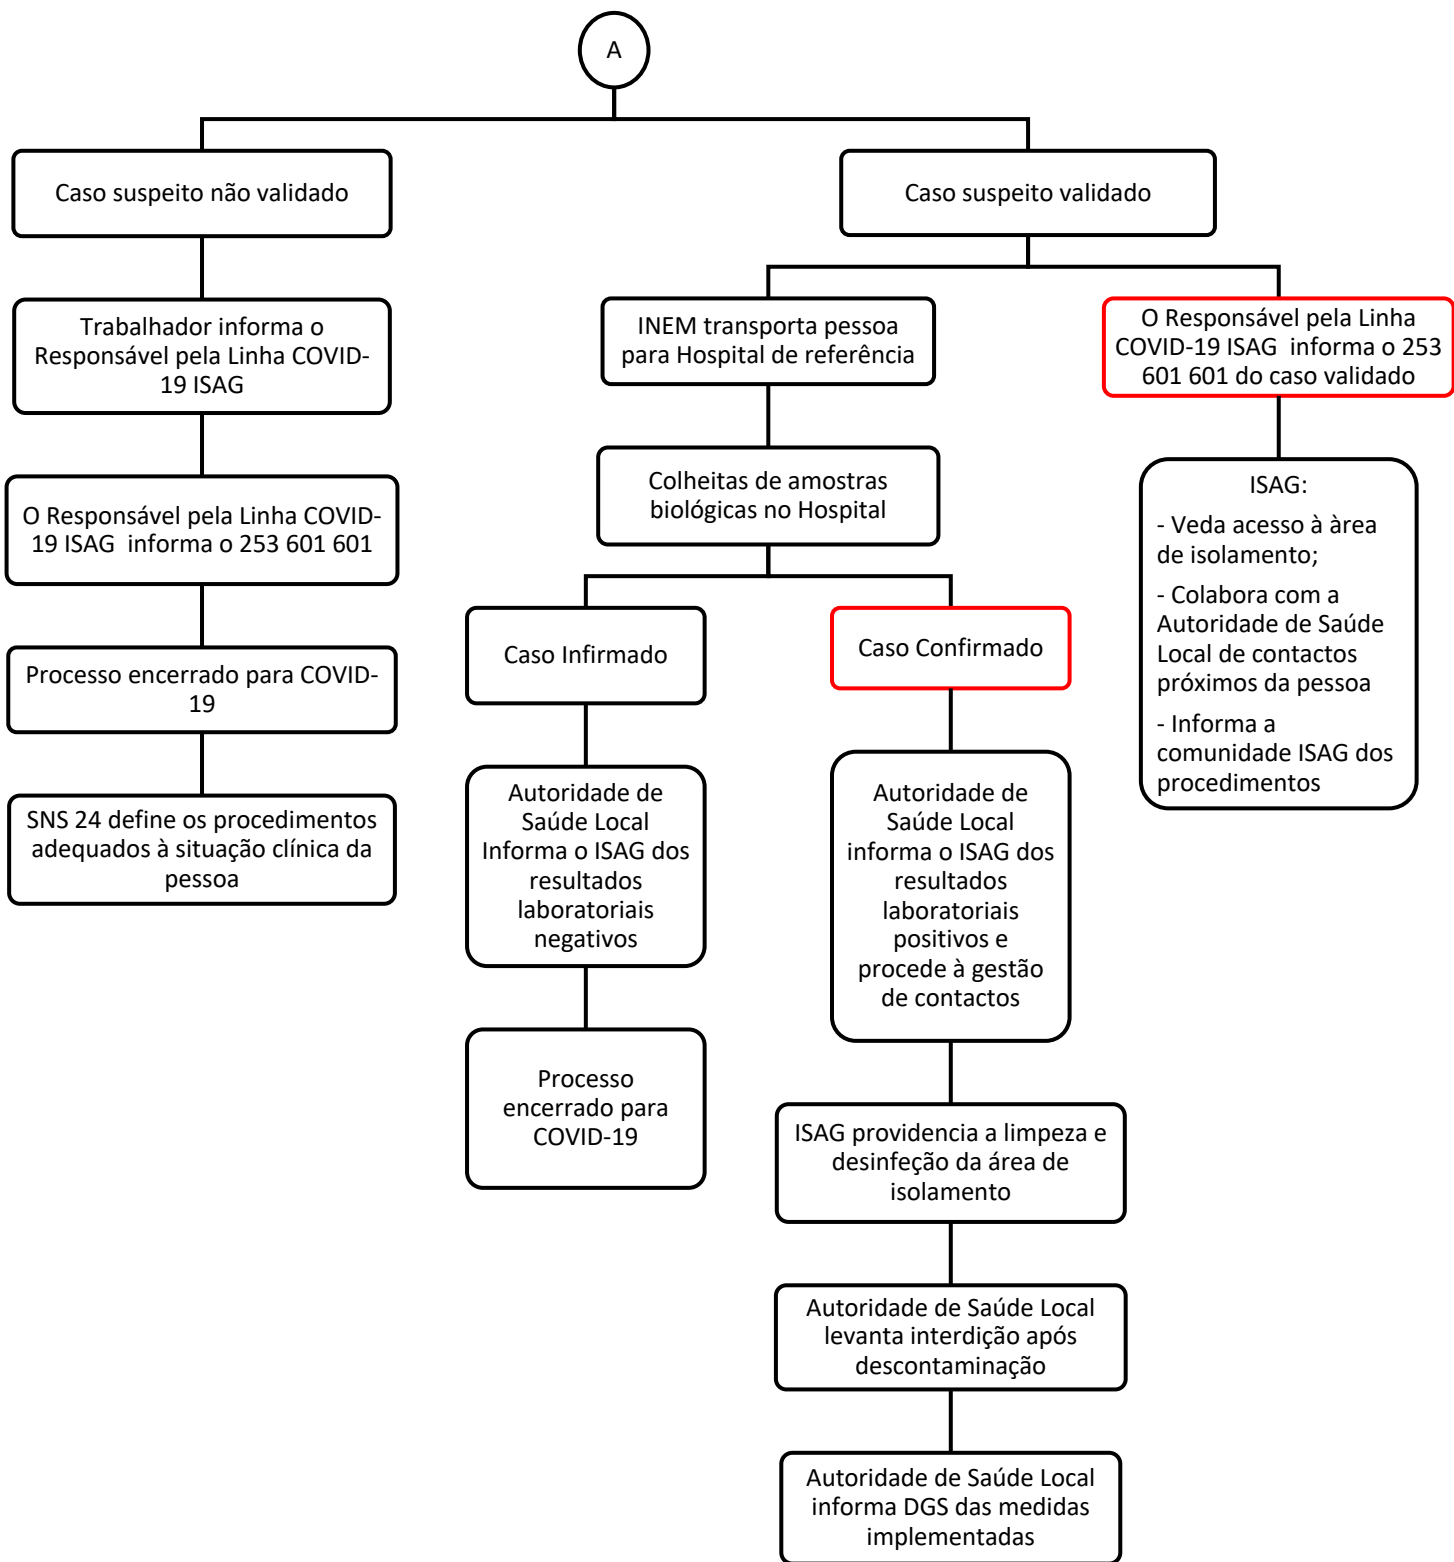 A
Caso suspeito não validado
Trabalhador informa o
Responsável pela Linha COVID-
19 ISAG
O Responsável pela Linha COVID-
19 ISAG  informa o 253 601 601
Processo encerrado para COVID-
19
SNS 24 define os procedimentos
adequados à situação clínica da
pessoa
Caso suspeito validado
INEM transporta pessoa
para Hospital de referência
Colheitas de amostras
biológicas no Hospital
Caso Infirmado
Autoridade de
Saúde Local
Informa o ISAG dos
resultados
laboratoriais
negativos
Processo
encerrado para
COVID-19
Caso Confirmado
Autoridade de
Saúde Local
informa o ISAG dos
resultados
laboratoriais
positivos e
procede à gestão
de contactos
ISAG providencia a limpeza e
desinfeção da área de
isolamento
Autoridade de Saúde Local
levanta interdição após
descontaminação
Autoridade de Saúde Local
informa DGS das medidas
implementadas
O Responsável pela Linha
COVID-19 ISAG  informa o 253
601 601 do caso validado
ISAG:
- Veda acesso à àrea
de isolamento;
- Colabora com a
Autoridade de Saúde
Local de contactos
próximos da pessoa
- Informa a
comunidade ISAG dos
procedimentos